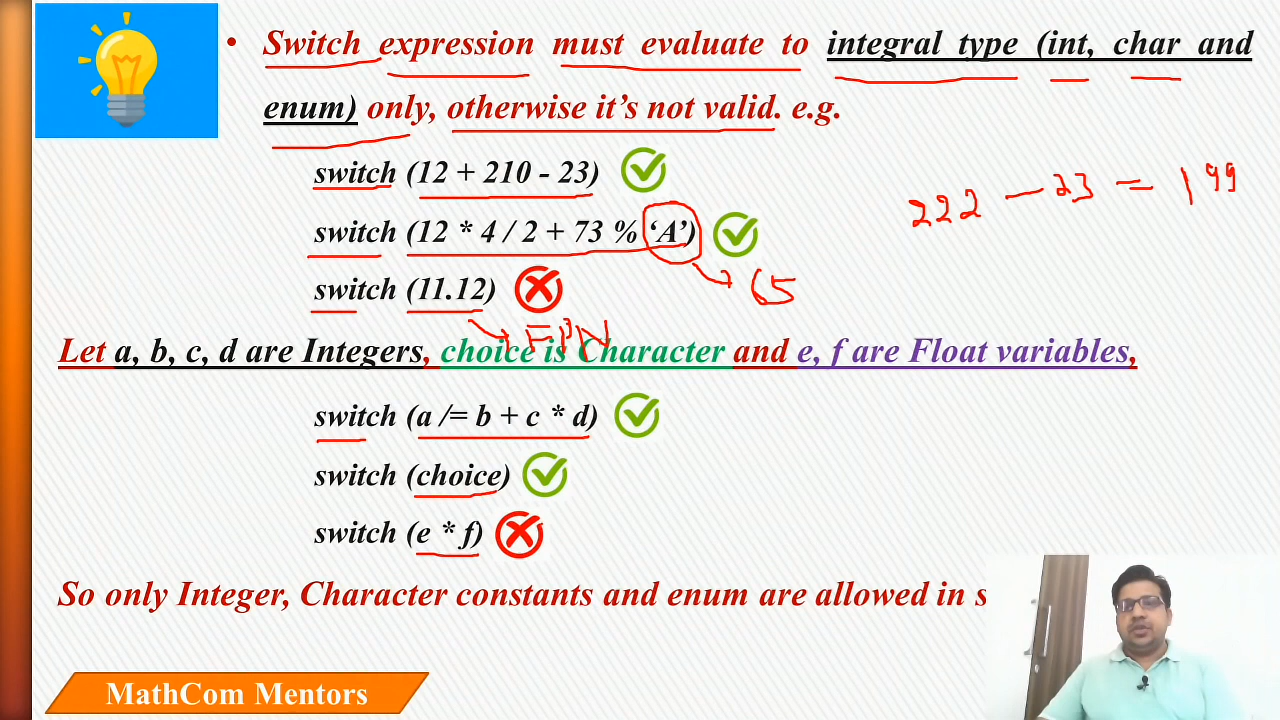 • Switch expression must evaluate to integral type (int, char and
enum) only, otherwise it's not valid. e.g.
switch (12 + 210 - 23)
222 - 23 = 199
switch (12 * 4 / 2 + 73 % ‘A’)
65
switch (11.12)
FPN
Let a, b, c, d are Integers, choice is Character and e, f are Float variables,
switch (a /= b + c * d)
switch (choice)
switch (e * f)
So only Integer, Character constants and enum are allowed in s
MathCom Mentors